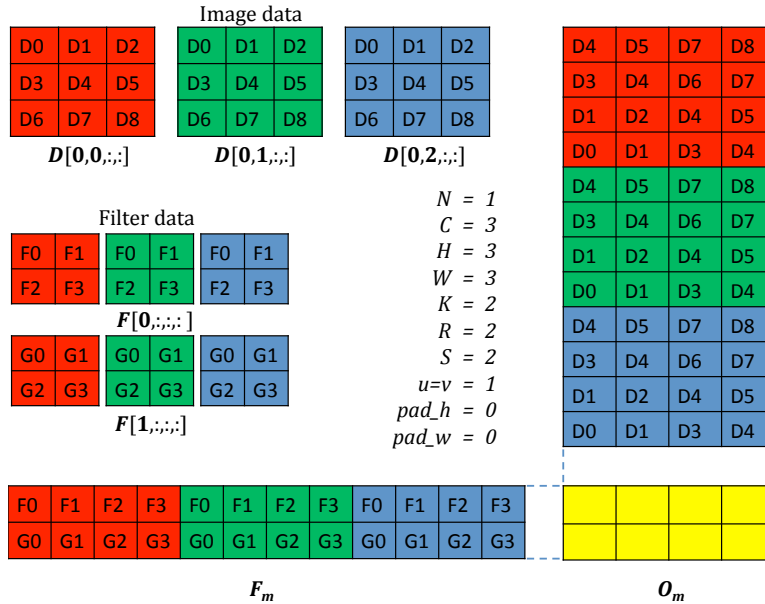 Image data
D0 D1 D2 D0 D1 D2 D0 D1 D2
D3 D4 D5 D3 D4 D5 D3 D4 D5
D6 D7 D8 D6 D7 D8 D6 D7 D8
D[0,0,:,:] D[0,1,:,:] D[0,2,:,:]
Filter data
F0 F1 F0 F1 F0 F1
F2 F3 F2 F3 F2 F3
F[0,:,:,: ]
G0 G1 G0 G1 G0 G1
G2 G3 G2 G3 G2 G3
F[1,:,:,:]
N = 1
C = 3
H = 3
W = 3
K = 2
R = 2
S = 2
u=v = 1
pad_h = 0
pad_w = 0
D4 D5 D7 D8
D3 D4 D6 D7
D1 D2 D4 D5
D0 D1 D3 D4
D4 D5 D7 D8
D3 D4 D6 D7
D1 D2 D4 D5
D0 D1 D3 D4
D4 D5 D7 D8
D3 D4 D6 D7
D1 D2 D4 D5
D0 D1 D3 D4
F0 F1 F2 F3 F0 F1 F2 F3 F0 F1 F2 F3
G0 G1 G2 G3 G0 G1 G2 G3 G0 G1 G2 G3
Fm Om